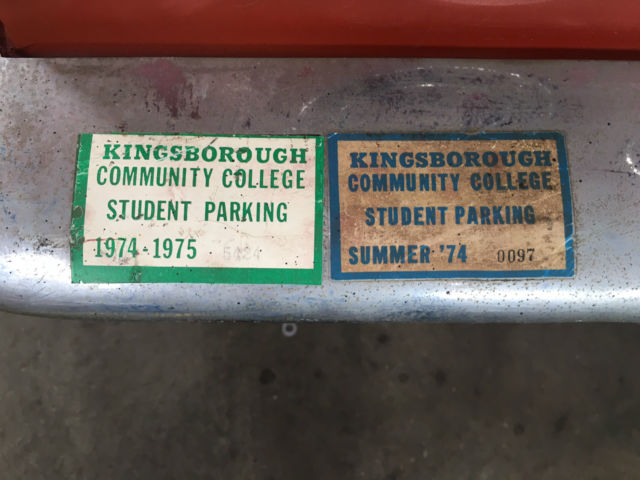 KINGSBOROUGH
COMMUNITY COLLEGE
STUDENT PARKING
1974-1975
KINGSBOROUGH
COMMUNITY COLLEGE
STUDENT PARKING
SUMMER '74 0097